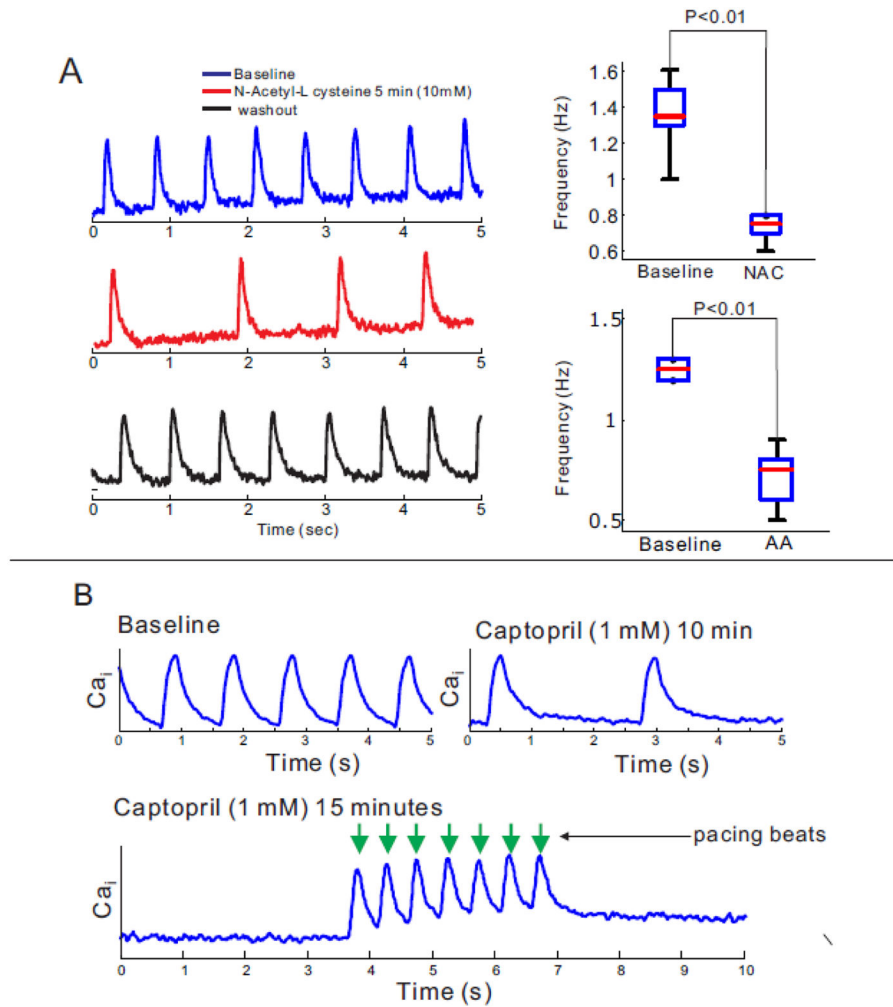 A
Baseline
N-Acetyl-L cysteine 5 min (10mM)
washout
0 1 2 3 4 5
0 1 2 3 4 5
0 1 2 3 4 5
Time (sec)
P<0.01
Frequency (Hz)
1.6
1.4
1.2
1
0.8
0.6
Baseline NAC
P<0.01
Frequency (Hz)
1.5
1
0.5
Baseline AA
B
Baseline
Ca i
0 1 2 3 4 5
Time (s)
Captopril (1 mM) 10 min
Ca i
0 1 2 3 4 5
Time (s)
Captopril (1 mM) 15 minutes
pacing beats
Ca i
0 1 2 3 4 5 6 7 8 9 10
Time (s)